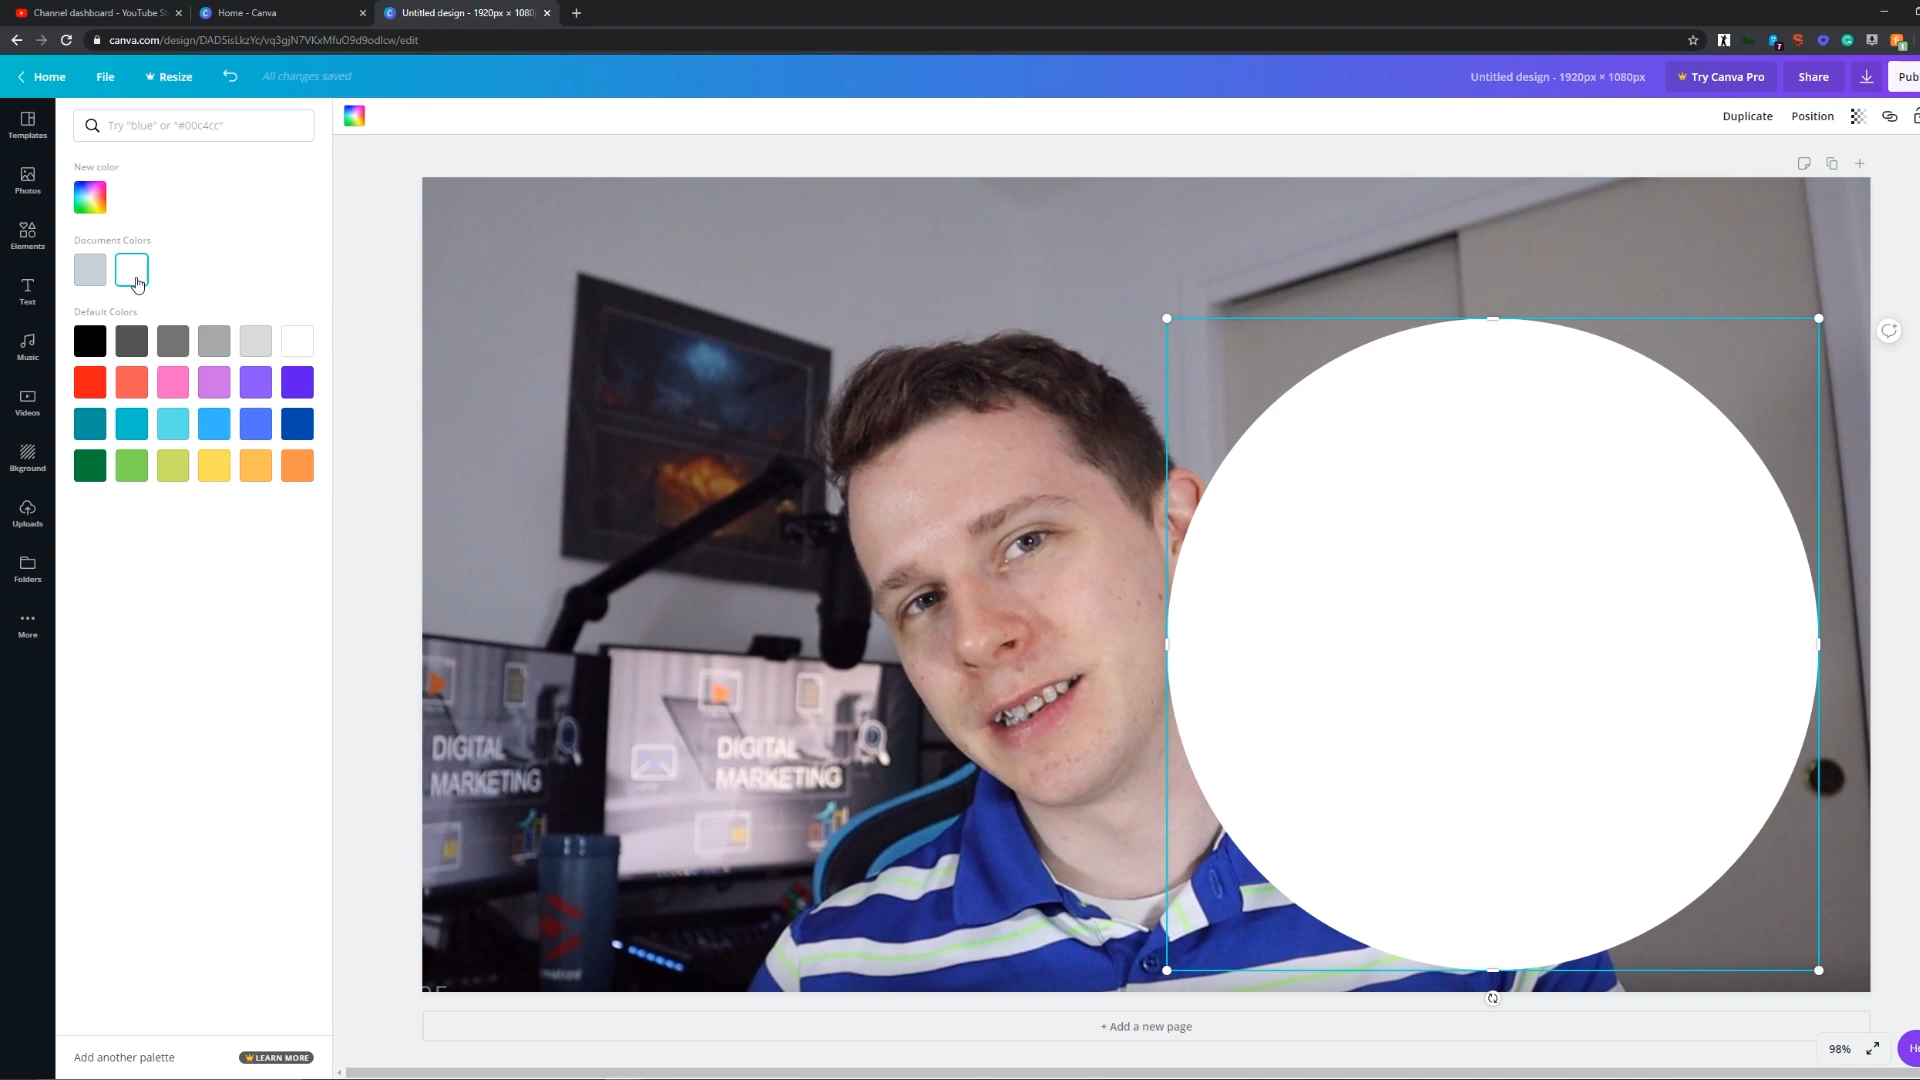 Channel dashboard - YouTube St
Home - Canva
Untitled design - 1920px × 1080p
canva.com/design/DAD5isLkzYc/vq3gjN7VKxMfuO9d9odlcw/edit
Home
File
Resize
All changes saved
Untitled design - 1920px × 1080px
Try Canva Pro
Share
Pub
Try "blue" or "#00c4cc"
Duplicate
Position
Templates
Photos
Elements
Text
Music
Videos
Bkground
Uploads
Folders
More
New color
Document Colors
Default Colors
DIGITAL
MARKETING
DIGITAL
MARKETING
+ Add a new page
Add another palette
LEARN MORE
98%
He